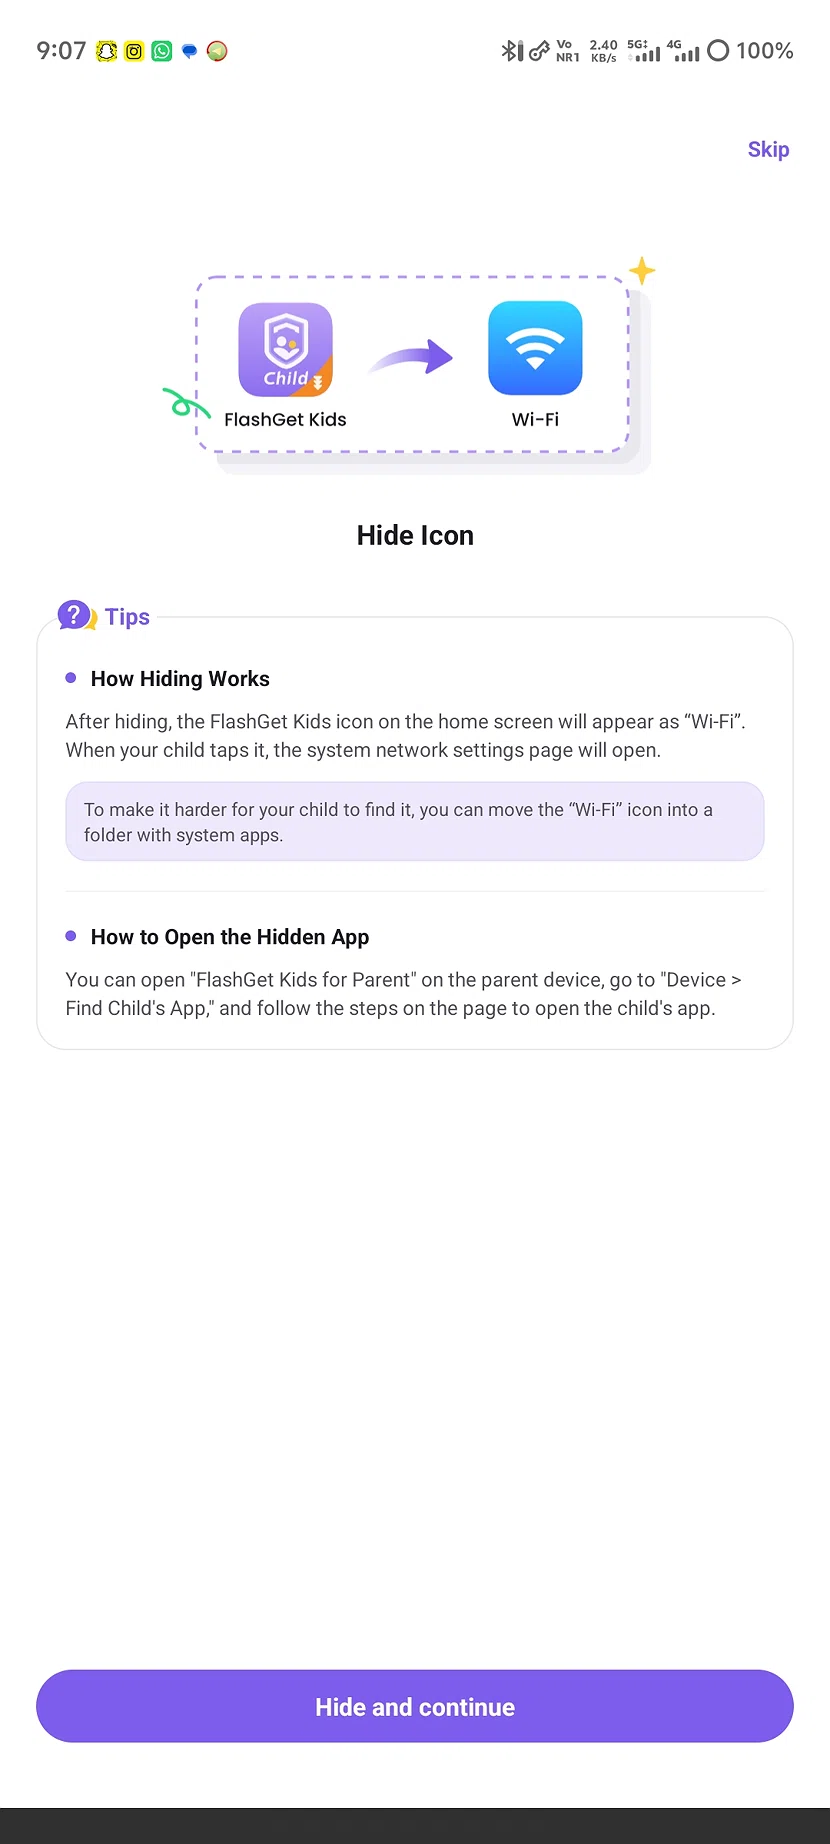 9:07
Vo
NR1
2.40
KB/s
5G
4G
100%
Skip
Child
FlashGet Kids
Wi-Fi
Hide Icon
? Tips
How Hiding Works
After hiding, the FlashGet Kids icon on the home screen will appear as “Wi-Fi”.
When your child taps it, the system network settings page will open.
To make it harder for your child to find it, you can move the “Wi-Fi” icon into a
folder with system apps.
How to Open the Hidden App
You can open "FlashGet Kids for Parent" on the parent device, go to "Device >
Find Child's App," and follow the steps on the page to open the child's app.
Hide and continue